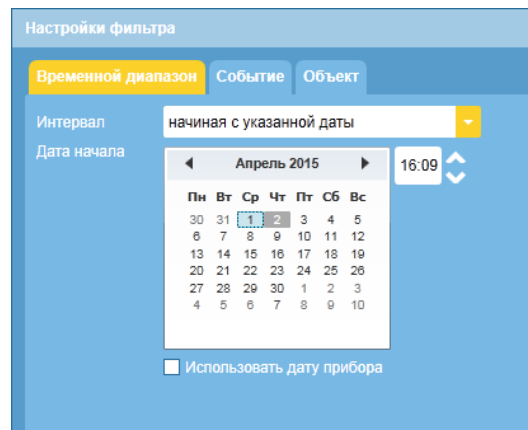 Настройки фильтра
Временной диапазон Событие Объект
Интервал начиная с указанной даты
Дата начала
Апрель 2015 16:09
Пн Вт Ср Чт Пт Сб Вс
30 31 1 2 3 4 5
6 7 8 9 10 11 12
13 14 15 16 17 18 19
20 21 22 23 24 25 26
27 28 29 30 1 2 3
4 5 6 7 8 9 10
Использовать дату прибора